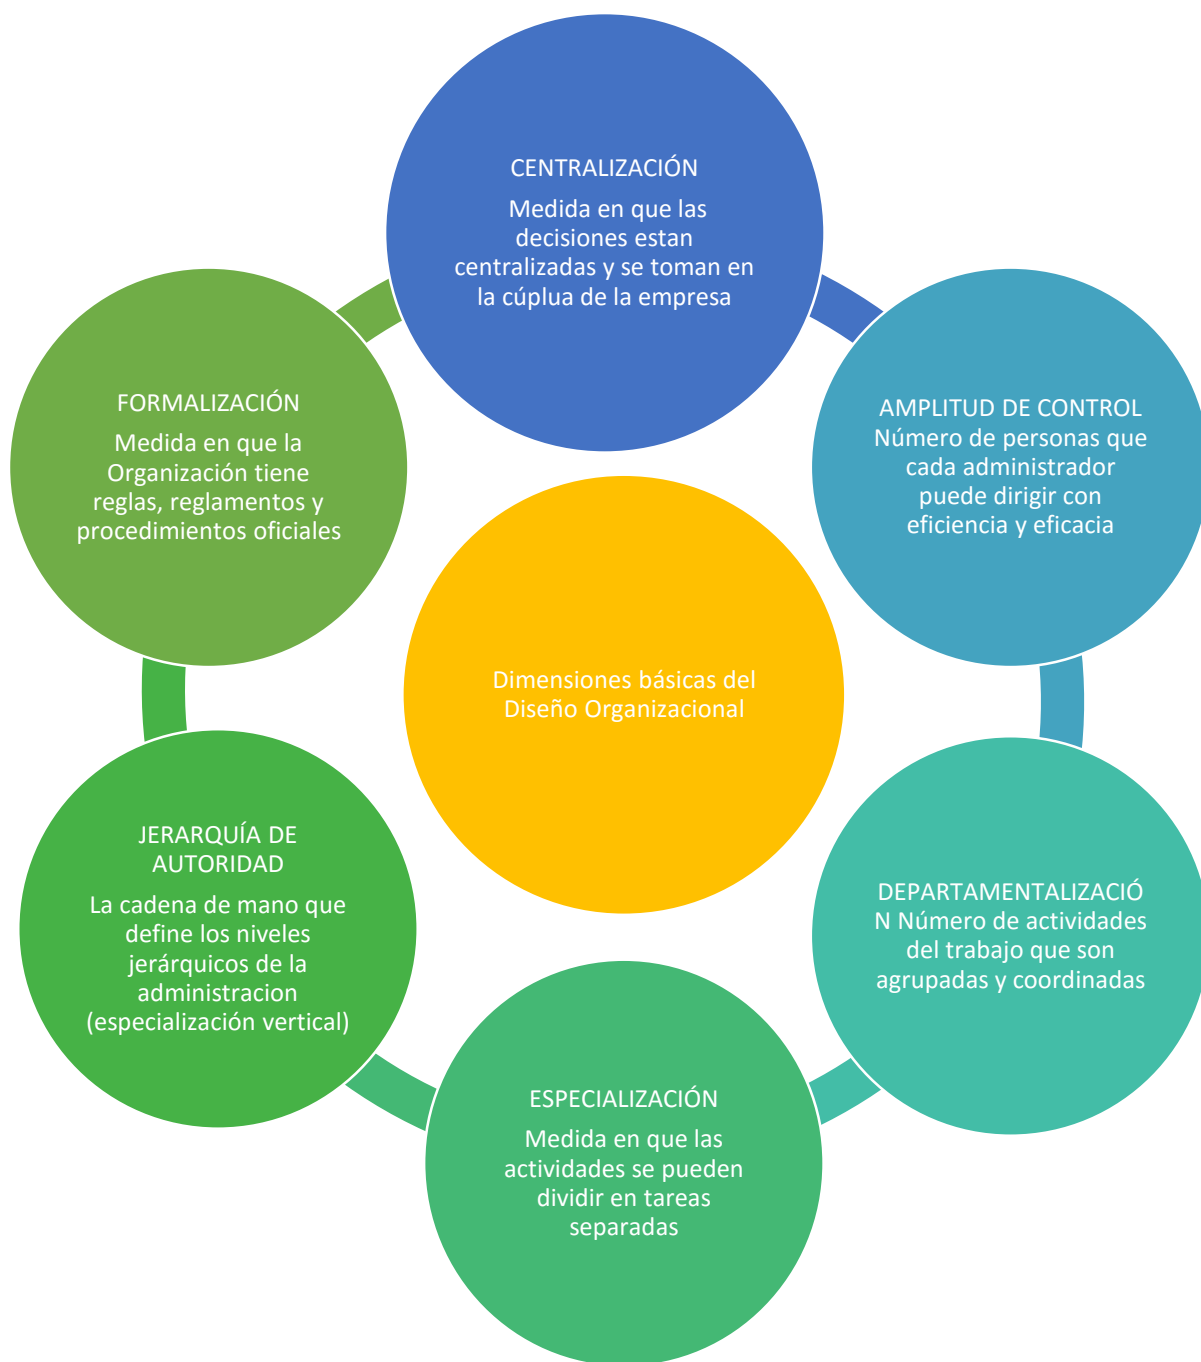 CENTRALIZACIÓN
Medida en que las
decisiones estan
centralizadas y se toman en
la cúplua de la empresa
AMPLITUD DE CONTROL
Número de personas que
cada administrador
puede dirigir con
eficiencia y eficacia
DEPARTAMENTALIZACIÓ
N Número de actividades
del trabajo que son
agrupadas y coordinadas
ESPECIALIZACIÓN
Medida en que las
actividades se pueden
dividir en tareas
separadas
JERARQUÍA DE
AUTORIDAD
La cadena de mano que
define los niveles
jerárquicos de la
administracion
(especialización vertical)
FORMALIZACIÓN
Medida en que la
Organización tiene
reglas, reglamentos y
procedimientos oficiales
Dimensiones básicas del
Diseño Organizacional